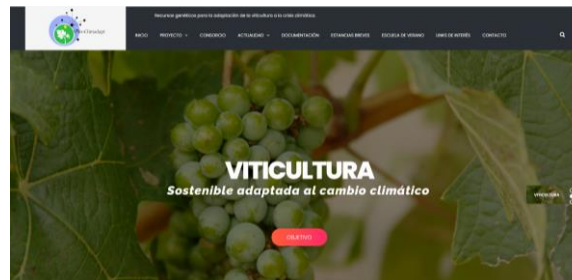 Recursos genéticos para la adaptación de la viticultura a la crisis climática.
INICIO PROYECTO CONSORCIO ACTUALIDAD DOCUMENTACIÓN ESTANCIAS BREVES ESCUELA DE VERANO LINKS DE INTERÉS CONTACTO
VITICULTURA
Sostenible adaptada al cambio climático
OBJETIVO